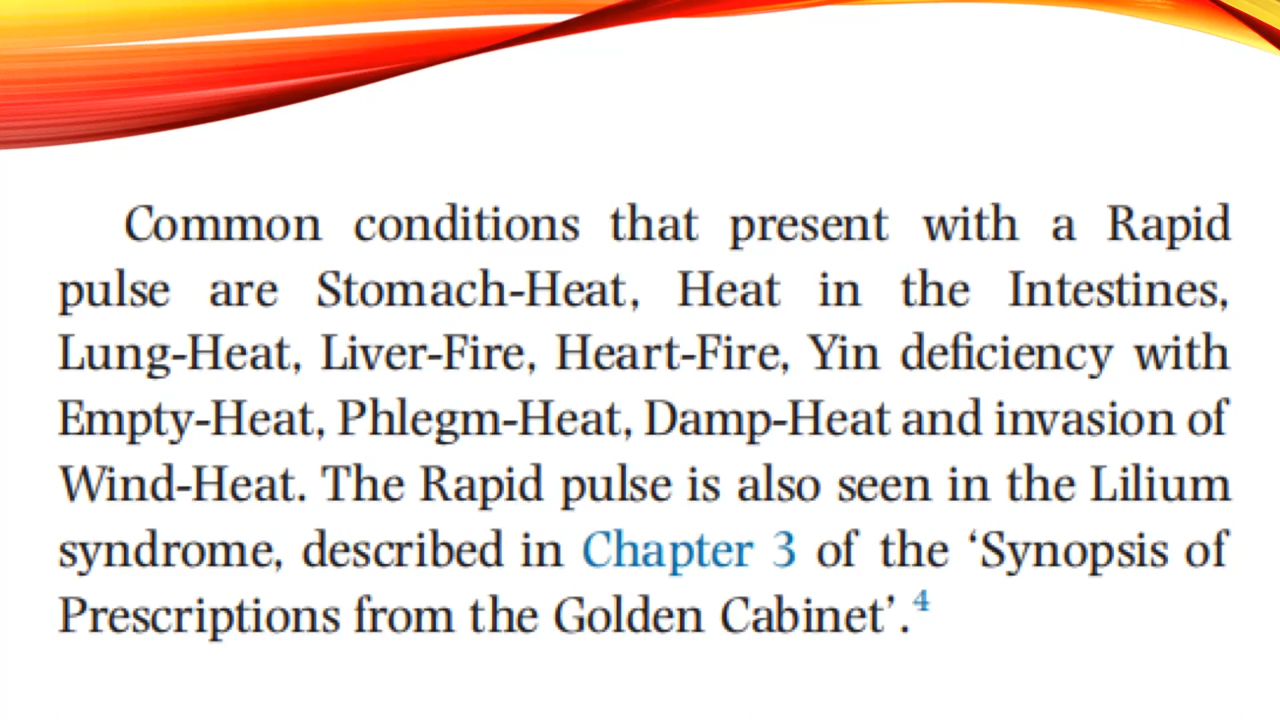 Common conditions that present with a Rapid
pulse are Stomach-Heat, Heat in the Intestines,
Lung-Heat, Liver-Fire, Heart-Fire, Yin deficiency with
Empty-Heat, Phlegm-Heat, Damp-Heat and invasion of
Wind-Heat. The Rapid pulse is also seen in the Lilium
syndrome, described in Chapter 3 of the ‘Synopsis of
Prescriptions from the Golden Cabinet’.⁴